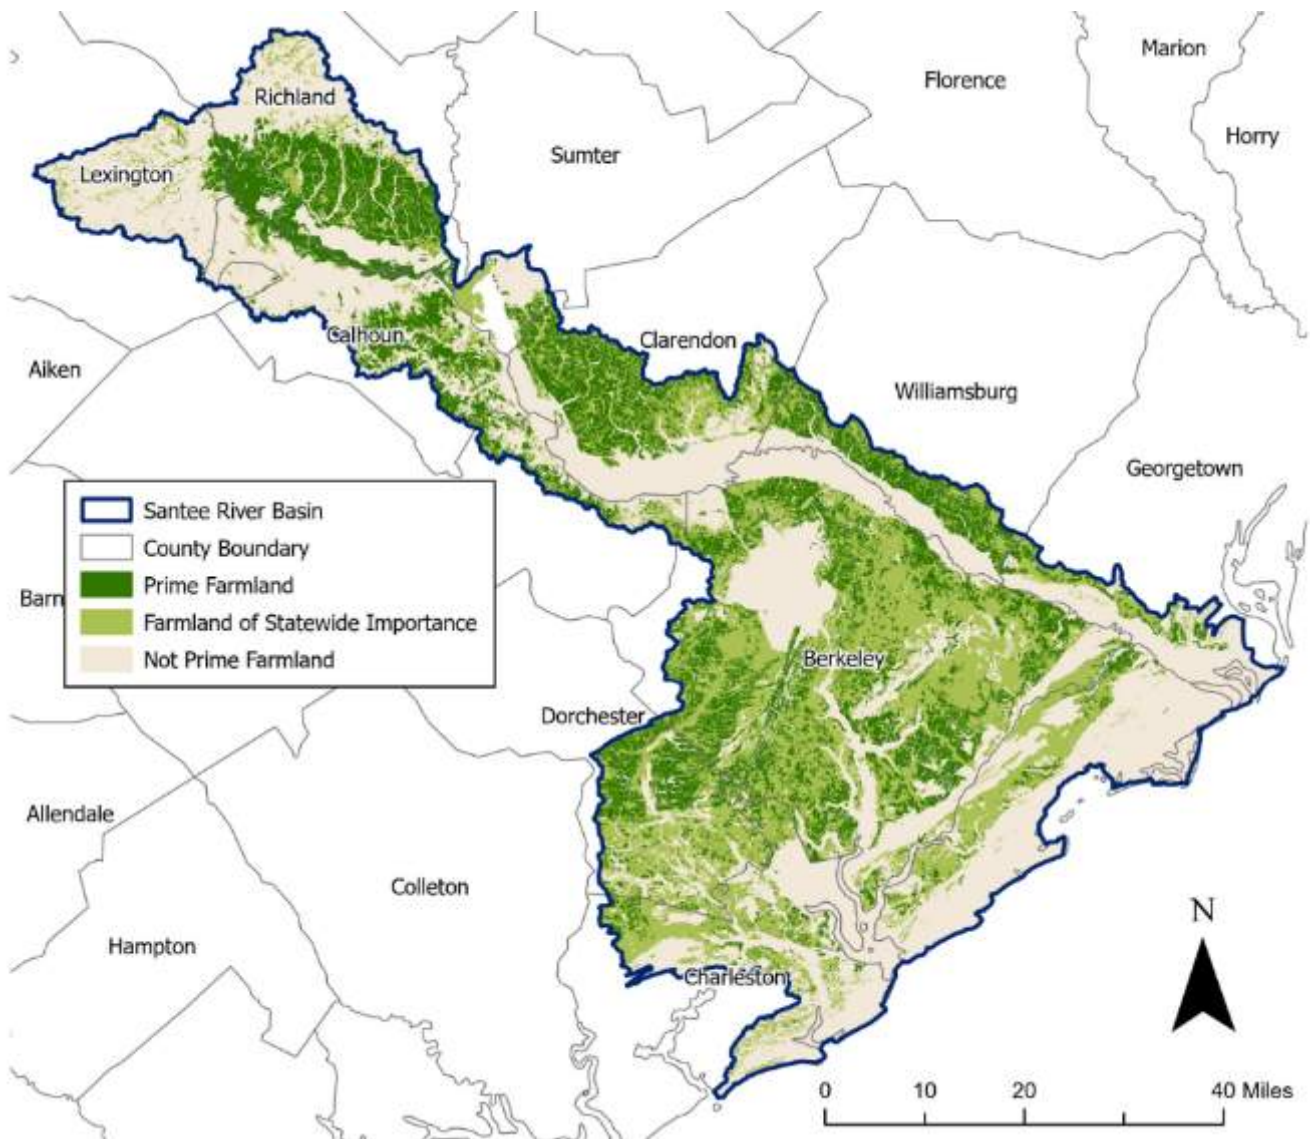 Marion
Florence
Richland
Horry
Sumter
Lexington
Calhoun
Clarendon
Aiken
Williamsburg
Georgetown
Santee River Basin
County Boundary
Prime Farmland
Barn
Farmland of Statewide Importance
Not Prime Farmland
Berkeley
Dorchester
Allendale
Colleton
N
Hampton
Charleston
0 10 20 40 Miles